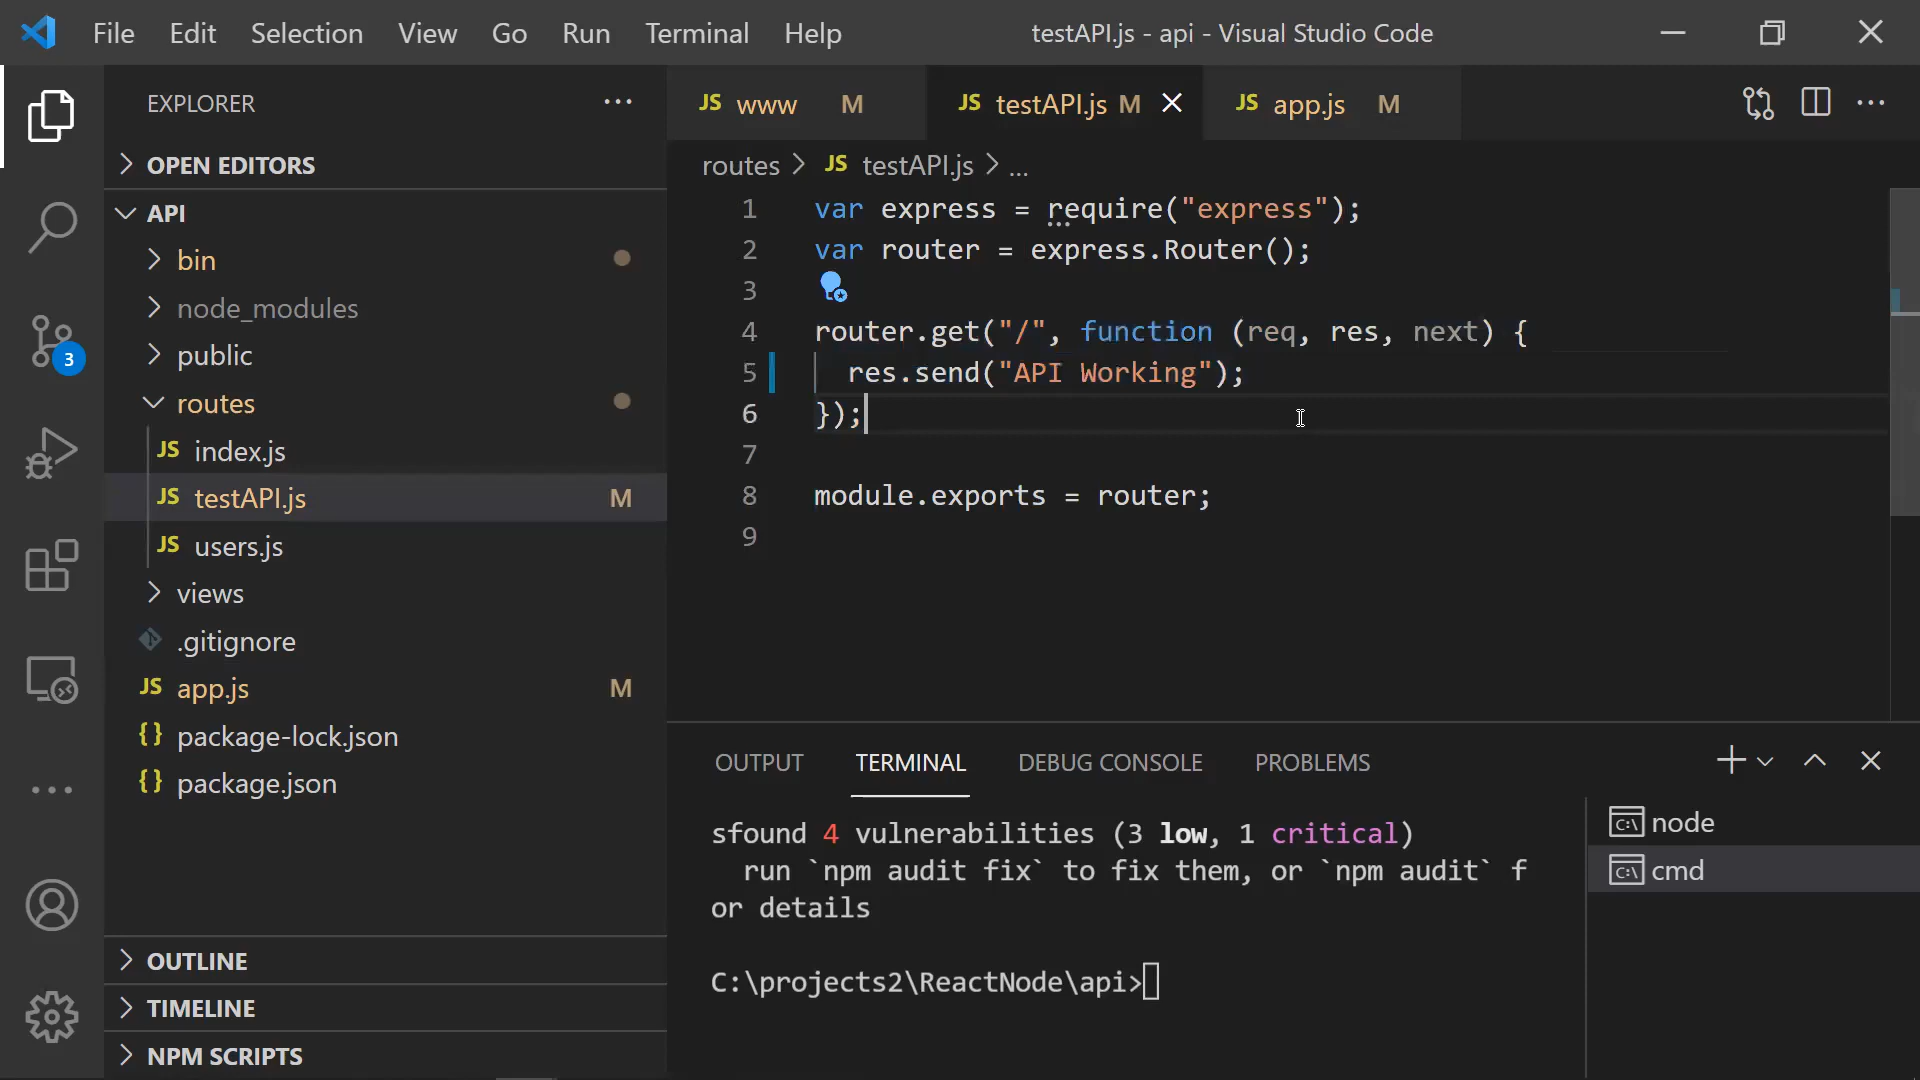 File Edit Selection View Go Run Terminal Help testAPI.js - api - Visual Studio Code
EXPLORER
OPEN EDITORS
API
bin
node_modules
public
routes
JS index.js
JS testAPI.js M
JS users.js
views
.gitignore
JS app.js M
{} package-lock.json
{} package.json
OUTLINE
TIMELINE
NPM SCRIPTS
3
JS www M JS testAPI.js M JS app.js M
routes > JS testAPI.js > ...
1 var express = require("express");
2 var router = express.Router();
3
4 router.get("/", function (req, res, next) {
5 res.send("API Working");
6 });
7
8 module.exports = router;
9
OUTPUT TERMINAL DEBUG CONSOLE PROBLEMS
sfound 4 vulnerabilities (3 low, 1 critical)
run `npm audit fix` to fix them, or `npm audit` f
or details
C:\projects2\ReactNode\api>
node
cmd